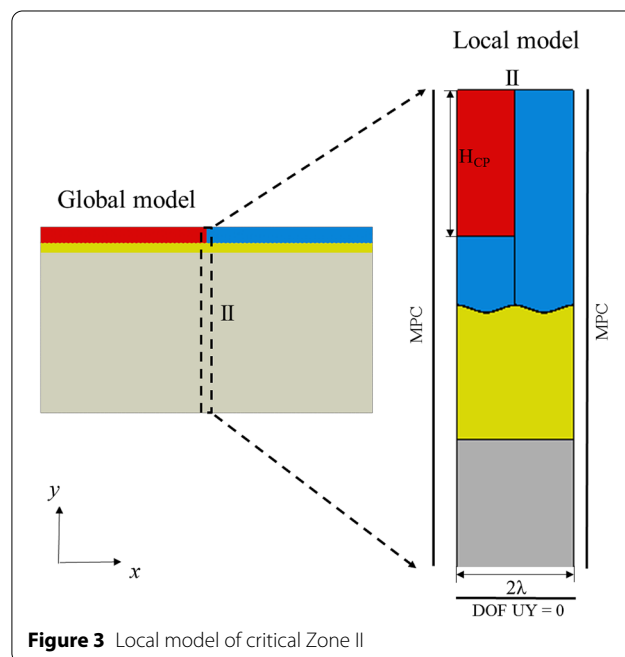 Local model
II
H_CP
Global model
II
MPC
MPC
y
x
2λ
DOF UY = 0
Figure 3 Local model of critical Zone II